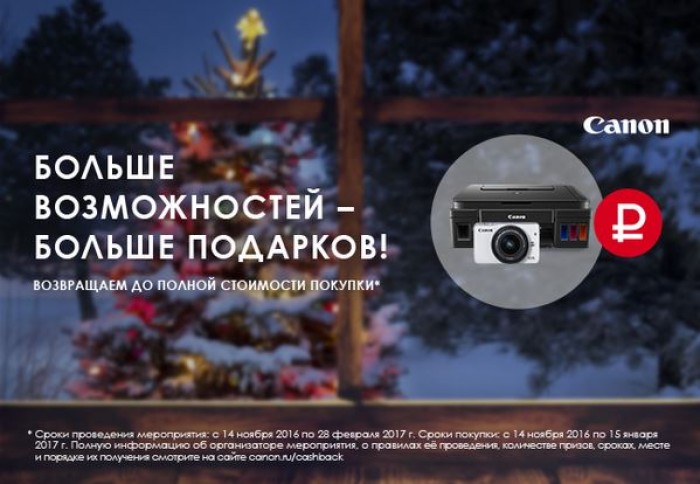 Canon
БОЛЬШЕ
ВОЗМОЖНОСТЕЙ –
БОЛЬШЕ ПОДАРКОВ!
ВОЗВРАЩАЕМ ДО ПОЛНОЙ СТОИМОСТИ ПОКУПКИ*
Canon
Canon
₽
* Сроки проведения мероприятия: с 14 ноября 2016 по 28 февраля 2017 г. Сроки покупки: с 14 ноября 2016 по 15 января
2017 г. Полную информацию об организаторе мероприятия, о правилах её проведения, количестве призов, сроках, месте
и порядке их получения смотрите на сайте canon.ru/cashback